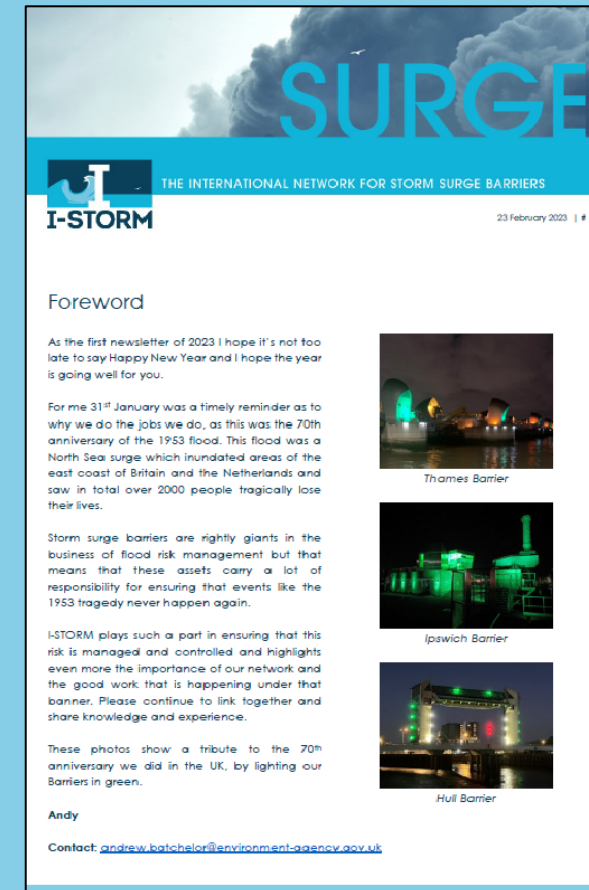 SURGE
THE INTERNATIONAL NETWORK FOR STORM SURGE BARRIERS
I-STORM
23 February 2023 | #
Foreword
As the first newsletter of 2023 I hope it's not too
late to say Happy New Year and I hope the year
is going well for you.
For me 31st January was a timely reminder as to
why we do the jobs we do, as this was the 70th
anniversary of the 1953 flood. This flood was a
North Sea surge which inundated areas of the
east coast of Britain and the Netherlands and
saw in total over 2000 people tragically lose
their lives.
Storm surge barriers are rightly giants in the
business of flood risk management but that
means that these assets carry a lot of
responsibility for ensuring that events like the
1953 tragedy never happen again.
I-STORM plays such a part in ensuring that this
risk is managed and controlled and highlights
even more the importance of our network and
the good work that is happening under that
banner. Please continue to link together and
share knowledge and experience.
These photos show a tribute to the 70th
anniversary we did in the UK, by lighting our
Barriers in green.
Andy
Contact: andrew.batchelor@environment-agency.gov.uk
Thames Barrier
Ipswich Barrier
Hull Barrier